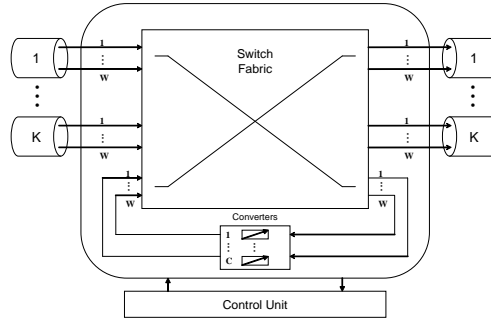 1
1
⋮
W
Switch
Fabric
1
⋮
W
1
K
1
⋮
W
1
⋮
W
K
1
⋮
W
1
⋮
W
Converters
1
⋮
C
Control Unit